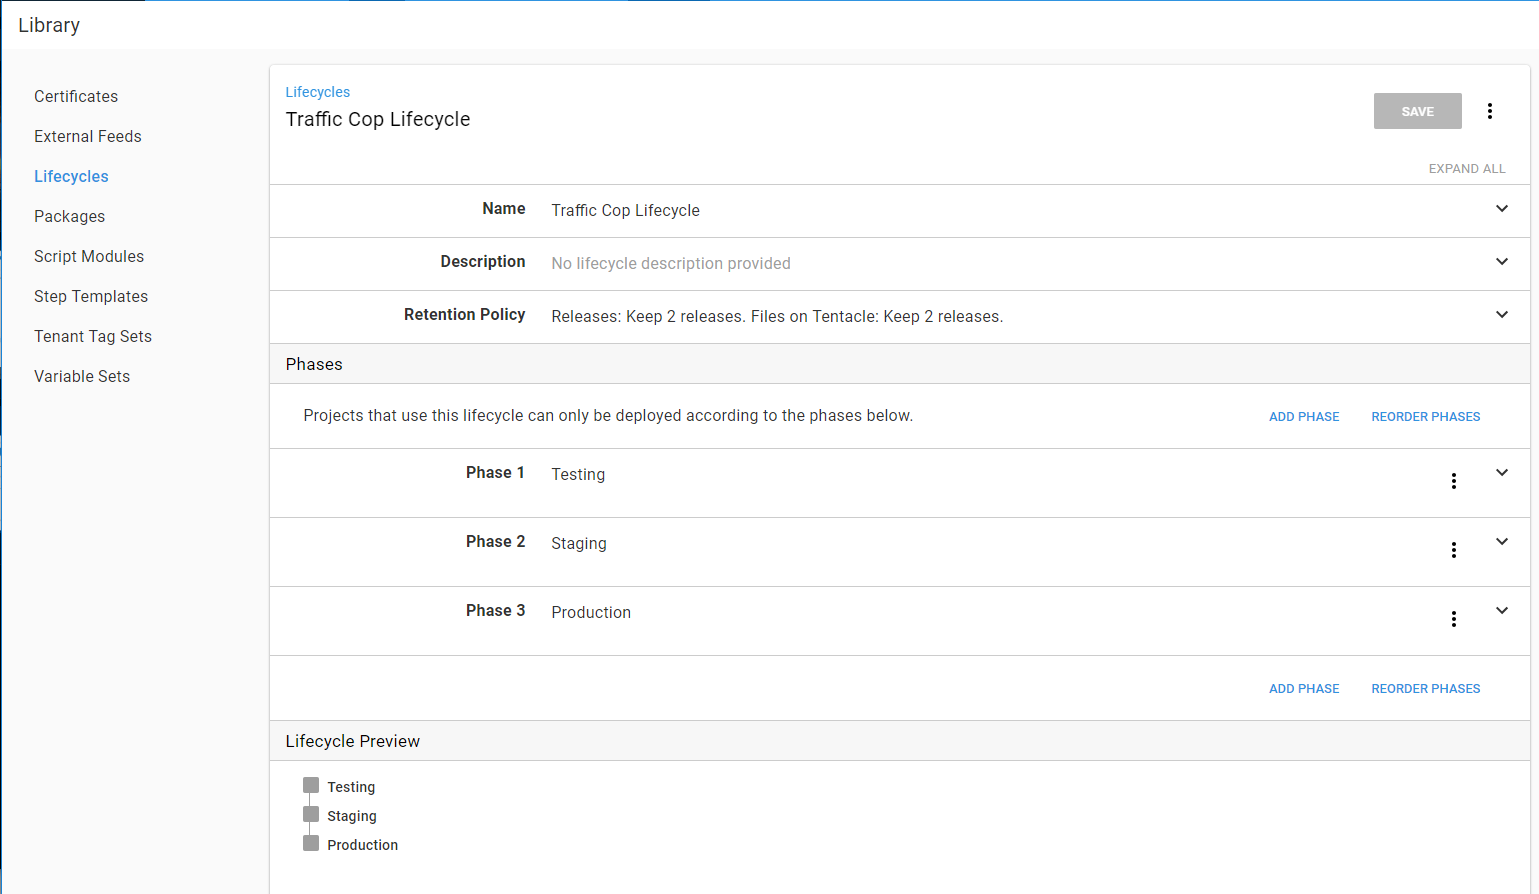 Library
Certificates
External Feeds
Lifecycles
Packages
Script Modules
Step Templates
Tenant Tag Sets
Variable Sets
Lifecycles
Traffic Cop Lifecycle
SAVE
EXPAND ALL
Name Traffic Cop Lifecycle
Description No lifecycle description provided
Retention Policy Releases: Keep 2 releases. Files on Tentacle: Keep 2 releases.
Phases
Projects that use this lifecycle can only be deployed according to the phases below. ADD PHASE REORDER PHASES
Phase 1 Testing
Phase 2 Staging
Phase 3 Production
ADD PHASE REORDER PHASES
Lifecycle Preview
Testing
Staging
Production